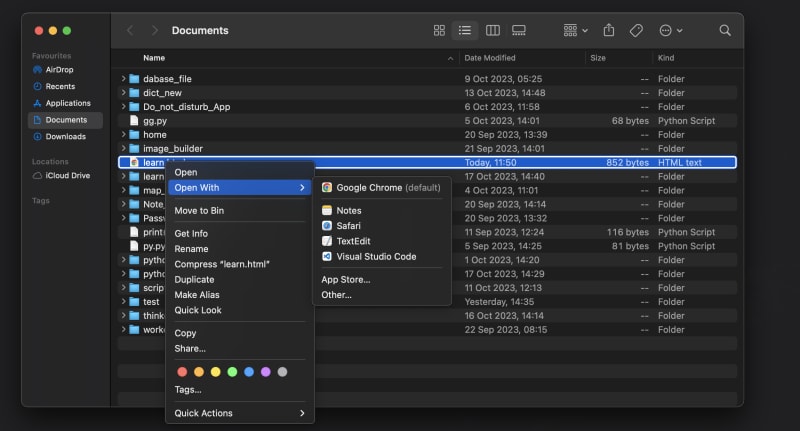 Documents
Favourites
AirDrop
Recents
Applications
Documents
Downloads
Locations
iCloud Drive
Tags
Name Date Modified Size Kind
dabase_file 9 Oct 2023, 05:25 -- Folder
dict_new 13 Oct 2023, 14:48 -- Folder
Do_not_disturb_App 6 Oct 2023, 11:58 -- Folder
gg.py 5 Oct 2023, 14:01 68 bytes Python Script
home 20 Sep 2023, 13:39 -- Folder
image_builder 21 Sep 2023, 14:01 -- Folder
Today, 11:50 852 bytes HTML text
learn 17 Oct 2023, 14:40 -- Folder
map_ 4 Oct 2023, 11:01 -- Folder
Note_ 20 Sep 2023, 14:14 -- Folder
Passw 20 Sep 2023, 13:32 -- Folder
print 11 Sep 2023, 12:24 116 bytes Python Script
py.py 5 Sep 2023, 14:25 81 bytes Python Script
pytho 1 Oct 2023, 14:20 -- Folder
pytho 17 Oct 2023, 14:29 -- Folder
script 11 Oct 2023, 12:13 -- Folder
test Yesterday, 14:35 -- Folder
think 16 Oct 2023, 14:14 -- Folder
work 22 Sep 2023, 08:15 -- Folder
Open
Open With
Move to Bin
Get Info
Rename
Compress “learn.html”
Duplicate
Make Alias
Quick Look
Copy
Share...
Tags...
Quick Actions
Google Chrome (default)
Notes
Safari
TextEdit
Visual Studio Code
App Store...
Other...